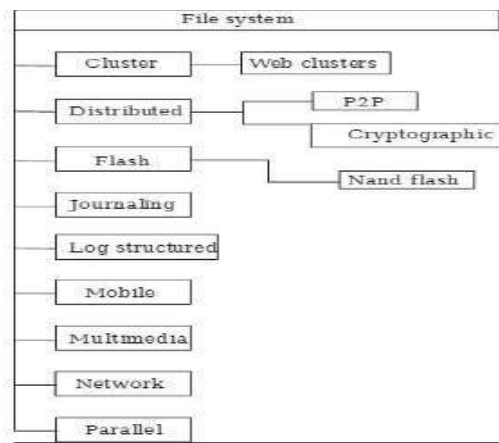 File system
Cluster
Web clusters
Distributed
P2P
Cryptographic
Flash
Nand flash
Journaling
Log structured
Mobile
Multimedia
Network
Parallel